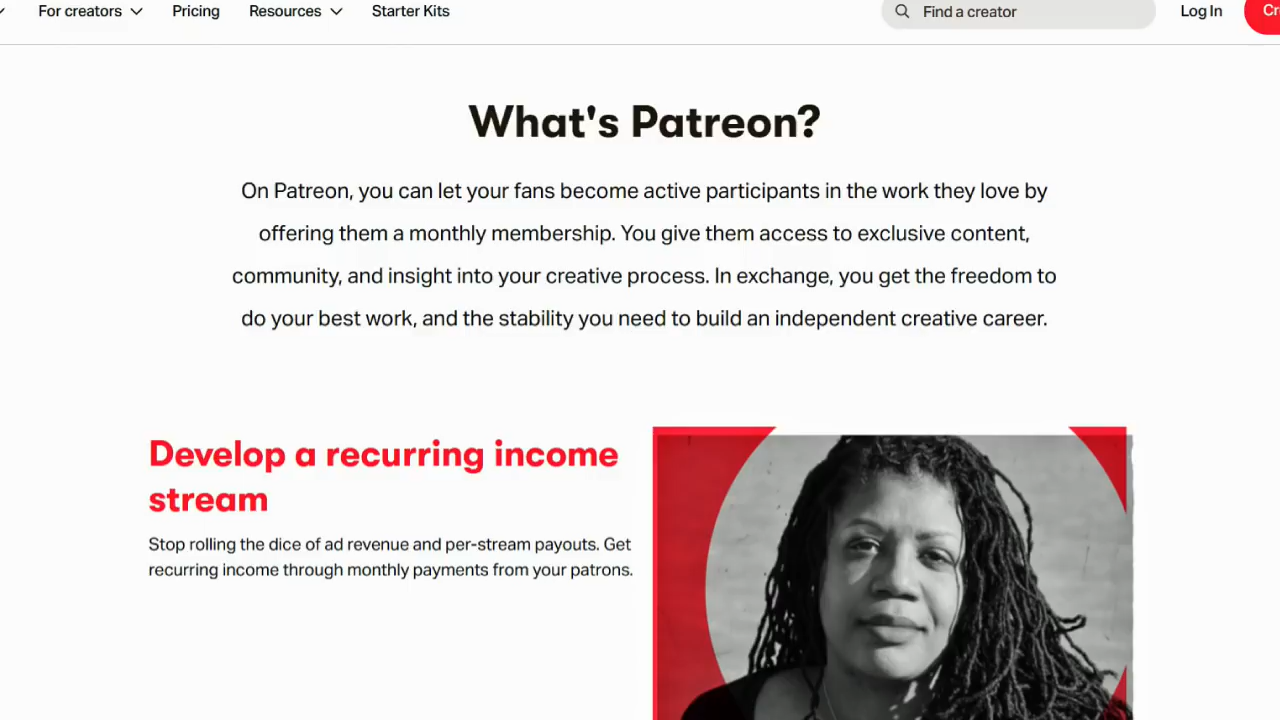 For creators
Pricing
Resources
Starter Kits
Find a creator
Log In
What's Patreon?
On Patreon, you can let your fans become active participants in the work they love by
offering them a monthly membership. You give them access to exclusive content,
community, and insight into your creative process. In exchange, you get the freedom to
do your best work, and the stability you need to build an independent creative career.
Develop a recurring income
stream
Stop rolling the dice of ad revenue and per-stream payouts. Get
recurring income through monthly payments from your patrons.